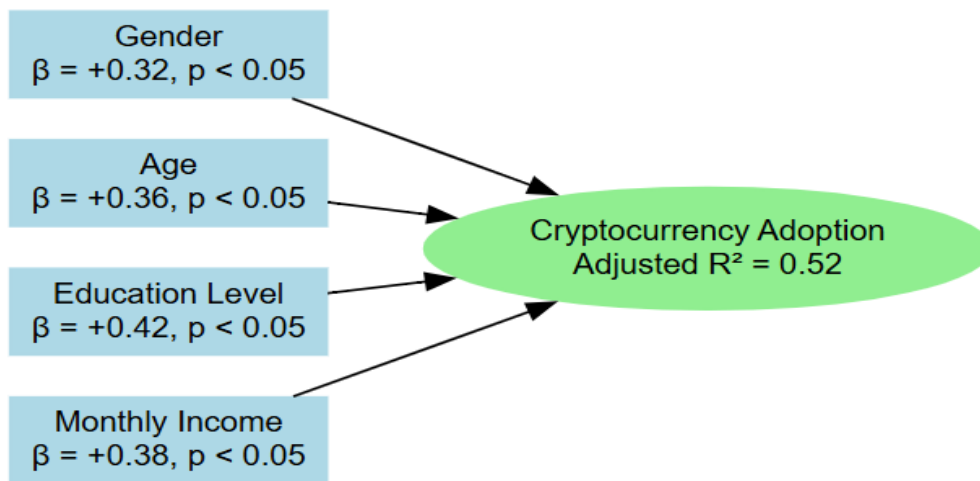 Gender
β = +0.32, p < 0.05
Age
β = +0.36, p < 0.05
Education Level
β = +0.42, p < 0.05
Monthly Income
β = +0.38, p < 0.05
Cryptocurrency Adoption
Adjusted R² = 0.52